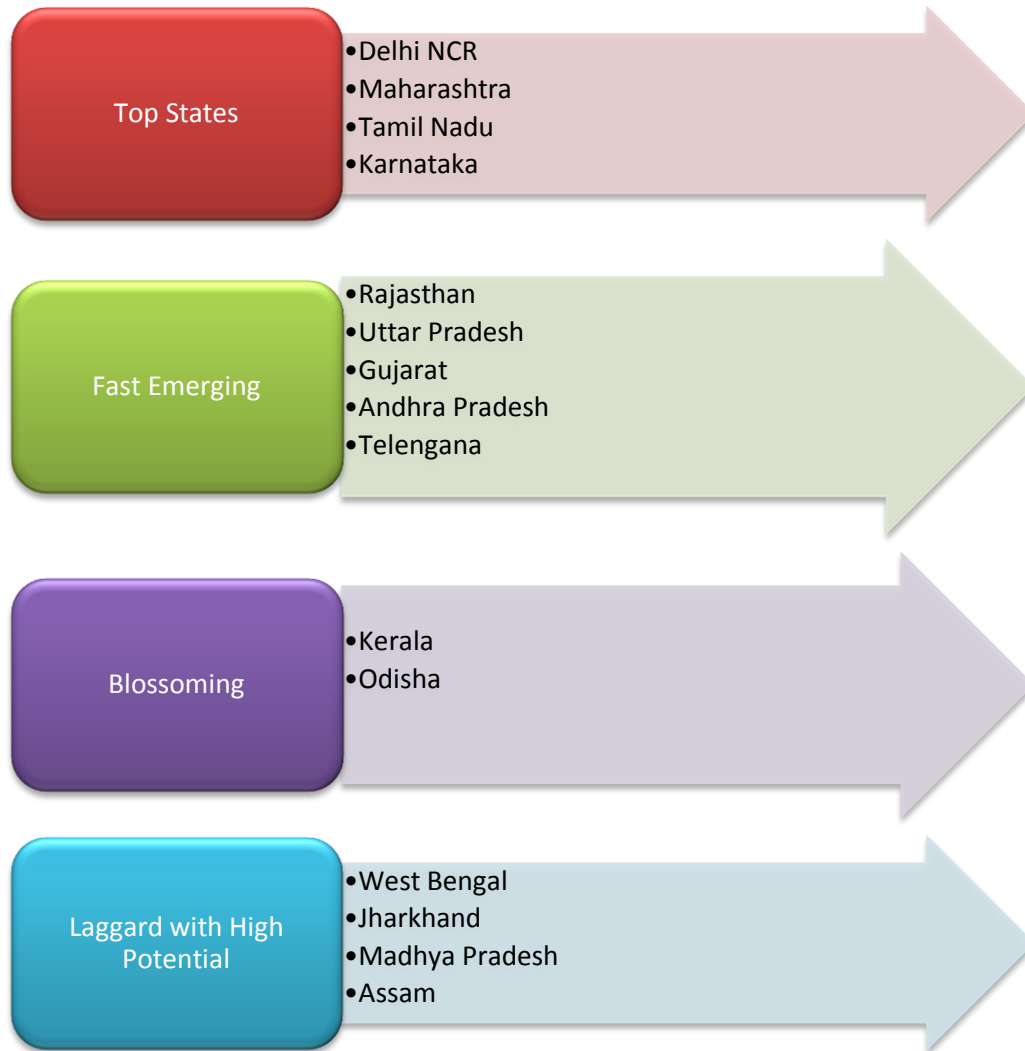 Top States
•Delhi NCR
•Maharashtra
•Tamil Nadu
•Karnataka
Fast Emerging
•Rajasthan
•Uttar Pradesh
•Gujarat
•Andhra Pradesh
•Telengana
Blossoming
•Kerala
•Odisha
Laggard with High
Potential
•West Bengal
•Jharkhand
•Madhya Pradesh
•Assam